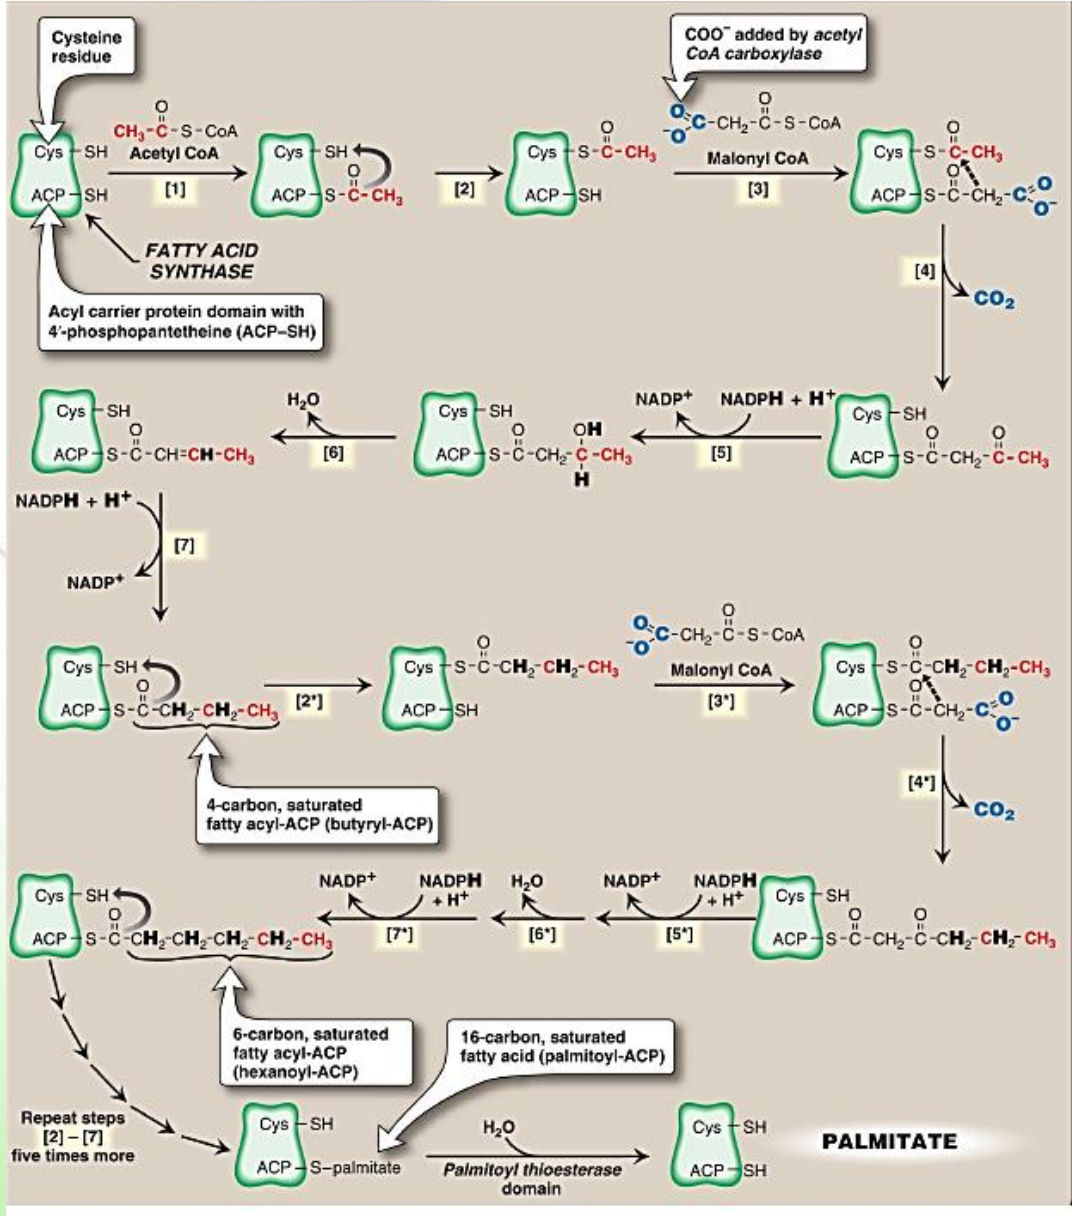 Cysteine
residue
COO⁻ added by acetyl
CoA carboxylase
Cys SH
ACP SH
O
CH₃-C-S-CoA
Acetyl CoA
[1]
Cys SH
O
ACP S-C-CH₃
[2]
O
Cys S-C-CH₃
ACP SH
O O
⁻O C-CH₂-C-S-CoA
Malonyl CoA
[3]
O
Cys S-C-CH₃
O
ACP S-C-CH₂-C O
O⁻
FATTY ACID
SYNTHASE
Acyl carrier protein domain with
4′-phosphopantetheine (ACP–SH)
[4]
CO₂
Cys SH
O O
ACP S-C-CH₂-C-CH₃
NADP⁺ NADPH + H⁺
[5]
Cys SH
O OH
ACP S-C-CH₂-C-CH₃
H
H₂O
[6]
Cys SH
O
ACP S-C-CH=CH-CH₃
NADPH + H⁺
[7]
NADP⁺
Cys SH
O
ACP S-C-CH₂-CH₂-CH₃
[2*]
O
Cys S-C-CH₂-CH₂-CH₃
ACP SH
O O
⁻O C-CH₂-C-S-CoA
Malonyl CoA
[3*]
O
Cys S-C-CH₂-CH₂-CH₃
O
ACP S-C-CH₂-C O
O⁻
4-carbon, saturated
fatty acyl-ACP (butyryl-ACP)
[4*]
CO₂
Cys SH
O O
ACP S-C-CH₂-C-CH₂-CH₂-CH₃
NADP⁺ NADPH
+ H⁺
[5*]
H₂O
[6*]
NADP⁺ NADPH
+ H⁺
[7*]
Cys SH
O
ACP S-C-CH₂-CH₂-CH₂-CH₂-CH₃
6-carbon, saturated
fatty acyl-ACP
(hexanoyl-ACP)
16-carbon, saturated
fatty acid (palmitoyl-ACP)
Repeat steps
[2] – [7]
five times more
Cys SH
ACP S–palmitate
H₂O
Palmitoyl thioesterase
domain
Cys SH
ACP SH
PALMITATE